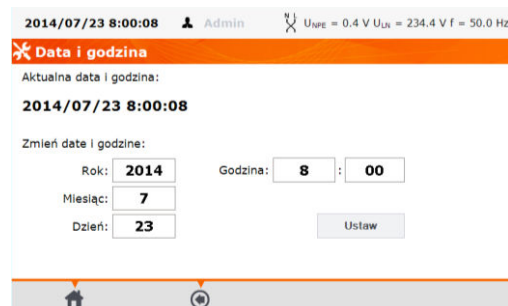 2014/07/23 8:00:08 Admin N L U NPE = 0.4 V U LN = 234.4 V f = 50.0 Hz
Data i godzina
Aktualna data i godzina:
2014/07/23 8:00:08
Zmień date i godzine:
Rok: 2014 Godzina: 8 : 00
Miesiąc: 7
Dzień: 23 Ustaw